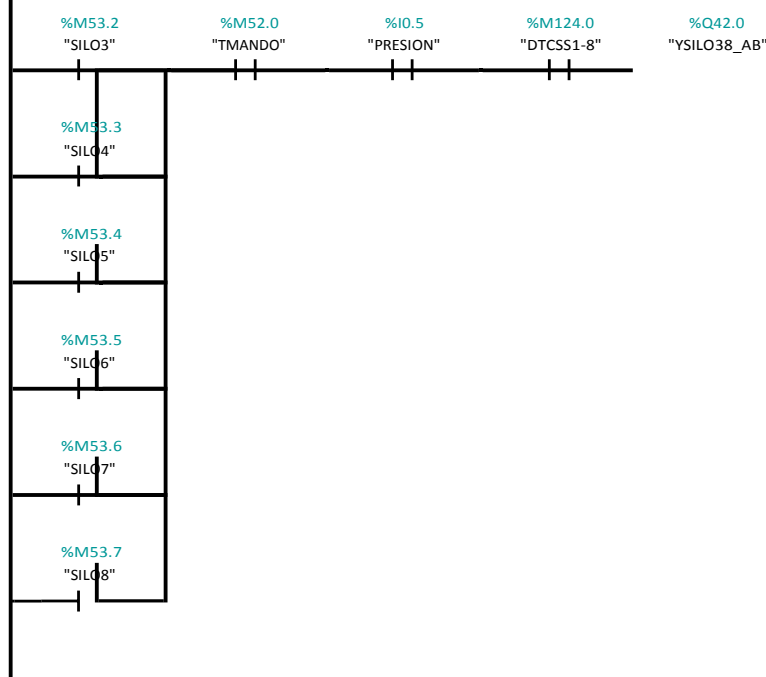 %M53.2 %M52.0 %I0.5 %M124.0 %Q42.0
"SILO3" "TMANDO" "PRESION" "DTCSS1-8" "YSILO38_AB"
%M53.3
"SILO4"
%M53.4
"SILO5"
%M53.5
"SILO6"
%M53.6
"SILO7"
%M53.7
"SILO8"